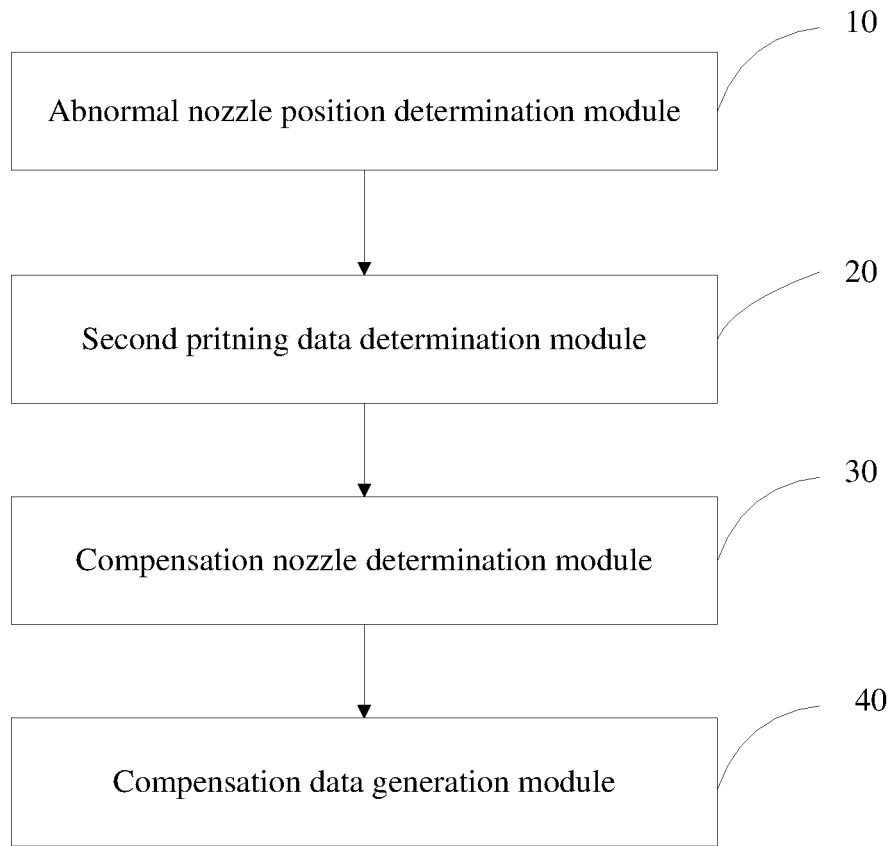 10
Abnormal nozzle position determination module
20
Second pritning data determination module
30
Compensation nozzle determination module
40
Compensation data generation module